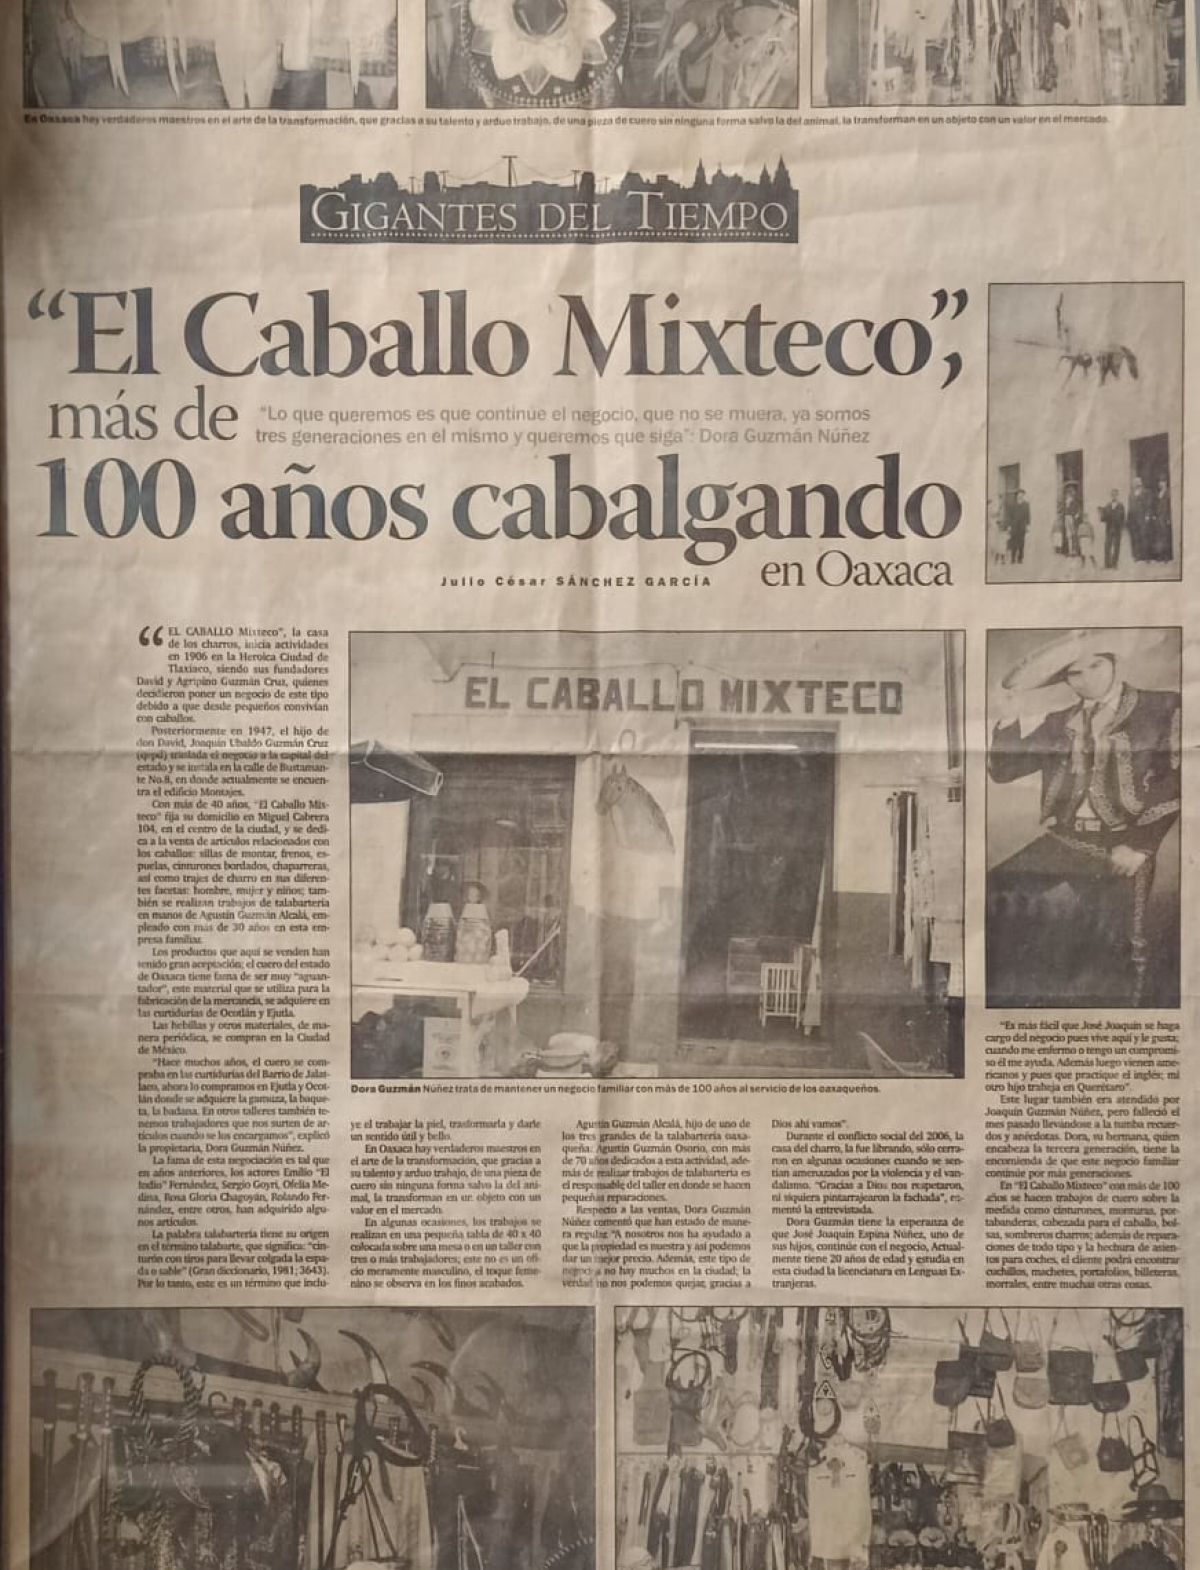 En Oaxaca hay verdaderos maestros en el arte de la transformación, que gracias a su talento y arduo trabajo, de una pieza de cuero sin ninguna forma salvo la del animal, la transforman en un objeto con un valor en el mercado.
GIGANTES DEL TIEMPO
“El Caballo Mixteco”,
más de
“Lo que queremos es que continúe el negocio, que no se muera, ya somos
tres generaciones en el mismo y queremos que siga”: Dora Guzmán Núñez
100 años cabalgando
en Oaxaca
Julio César SÁNCHEZ GARCÍA
“EL CABALLO Mixteco”, la casa
de los charros, inicia actividades
en 1906 en la Heroica Ciudad de
Tlaxiaco, siendo sus fundadores
David y Agripino Guzmán Cruz, quienes
decidieron poner un negocio de este tipo
debido a que desde pequeños convivían
con caballos.
Posteriormente en 1947, el hijo de
don David, Joaquín Ubaldo Guzmán Cruz
(qepd) traslada el negocio a la capital del
estado y se instala en la calle de Bustaman-
te No.8, en donde actualmente se encuen-
tra el edificio Montajes.
Con más de 40 años, “El Caballo Mix-
teco” fija su domicilio en Miguel Cabrera
104, en el centro de la ciudad, y se dedi-
ca a la venta de artículos relacionados con
los caballos: sillas de montar, frenos, es-
puelas, cinturones bordados, chaparreras,
así como trajes de charro en sus diferen-
tes facetas: hombre, mujer y niños; tam-
bién se realizan trabajos de talabartería
en manos de Agustín Guzmán Alcalá, em-
pleado con más de 30 años en esta em-
presa familiar.
Los productos que aquí se venden han
tenido gran aceptación; el cuero del estado
de Oaxaca tiene fama de ser muy “aguan-
tador”, este material que se utiliza para la
fabricación de la mercancía, se adquiere en
las curtidurías de Ocotlán y Ejutla.
Las hebillas y otros materiales, de ma-
nera periódica, se compran en la Ciudad
de México.
“Hace muchos años, el cuero se com-
praba en las curtidurías del Barrio de Jalat-
laco, ahora lo compramos en Ejutla y Ocot-
lán donde se adquiere la gamuza, la baque-
ta, la badana. En otros talleres también te-
nemos trabajadores que nos surten de ar-
tículos cuando se los encargamos”, explicó
la propietaria, Dora Guzmán Núñez.
La fama de esta negociación es tal que
en años anteriores, los actores Emilio “El
Indio” Fernández, Sergio Goyri, Ofelia Me-
dina, Rosa Gloria Chagoyán, Rolando Fer-
nández, entre otros, han adquirido algu-
nos artículos.
La palabra talabartería tiene su origen
en el término talabarte, que significa: “cin-
turón con tiros para llevar colgada la espa-
da o sable” (Gran diccionario, 1981; 3643).
Por lo tanto, este es un término que inclu-
EL CABALLO MIXTECO
Dora Guzmán Núñez trata de mantener un negocio familiar con más de 100 años al servicio de los oaxaqueños.
ye el trabajar la piel, trasformarla y darle
un sentido útil y bello.
En Oaxaca hay verdaderos maestros en
el arte de la transformación, que gracias a
su talento y arduo trabajo, de una pieza de
cuero sin ninguna forma salvo la del ani-
mal, la transforman en un objeto con un
valor en el mercado.
En algunas ocasiones, los trabajos se
realizan en una pequeña tabla de 40 x 40
colocada sobre una mesa o en un taller con
tres o más trabajadores; este no es un ofi-
cio meramente masculino, el toque feme-
nino se observa en los finos acabados.
Agustín Guzmán Alcalá, hijo de uno de
los tres grandes de la talabartería oaxa-
queña: Agustín Guzmán Osorio, con más
de 70 años dedicados a esta actividad, ade-
más de realizar trabajos de talabartería es
el responsable del taller en donde se hacen
pequeñas reparaciones.
Respecto a las ventas, Dora Guzmán
Núñez comentó que han estado de mane-
ra regular. “A nosotros nos ha ayudado a
que la propiedad es nuestra y así podemos
dar un mejor precio. Además, este tipo de
negocios no hay muchos en la ciudad; la
verdad no nos podemos quejar, gracias a
Dios ahí vamos”.
Durante el conflicto social del 2006, la
casa del charro, la fue librando, sólo cerra-
ron en algunas ocasiones cuando se sen-
tían amenazados por la violencia y el van-
dalismo. “Gracias a Dios nos respetaron,
ni siquiera pintarrajearon la fachada”, co-
mentó la entrevistada.
Dora Guzmán tiene la esperanza de
que José Joaquín Espina Núñez, uno de
sus hijos, continúe con el negocio, Actual-
mente tiene 20 años de edad y estudia en
esta ciudad la licenciatura en Lenguas Ex-
tranjeras.
“Es más fácil que José Joaquín se haga
cargo del negocio pues vive aquí y le gusta;
cuando me enfermo o tengo un compromi-
so él me ayuda. Además luego vienen ame-
ricanos y pues que practique el inglés; mi
otro hijo trabaja en Querétaro”.
Este lugar también era atendido por
Joaquín Guzmán Núñez, pero falleció el
mes pasado llevándose a la tumba recuer-
dos y anécdotas. Dora, su hermana, quien
encabeza la tercera generación, tiene la
encomienda de que este negocio familiar
continúe por más generaciones.
En “El Caballo Mixteco” con más de 100
años se hacen trabajos de cuero sobre la
medida como cinturones, monturas, por-
tabanderas, cabezada para el caballo, bol-
sas, sombreros charros; además de repara-
ciones de todo tipo y la hechura de asien-
tos para coches, el cliente podrá encontrar
cuchillos, machetes, portafolios, billeteras,
morrales, entre muchas otras cosas.